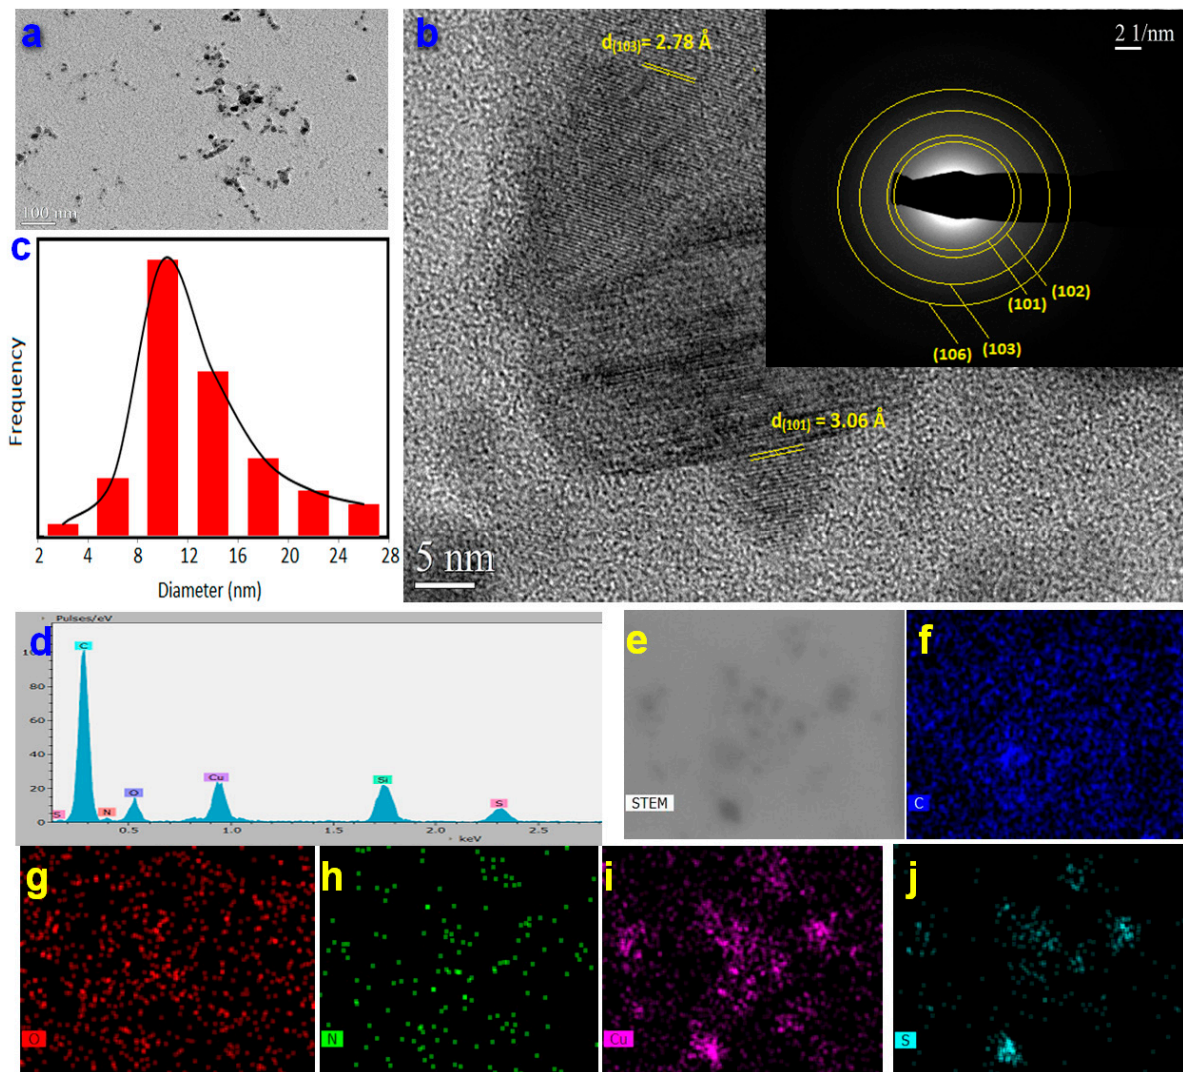 a
100 nm
b
d(103)= 2.78 Å
2 1/nm
(102)
(101)
(103)
(106)
d(101) = 3.06 Å
5 nm
c
Frequency
2 4 8 12 16 20 24 28
Diameter (nm)
d
Pulses/eV
80
60
40
20
0
S C N O Cu Si S
0.5 1.0 1.5 2.0 2.5
keV
e
STEM
f
C
g
O
h
N
i
Cu
j
S